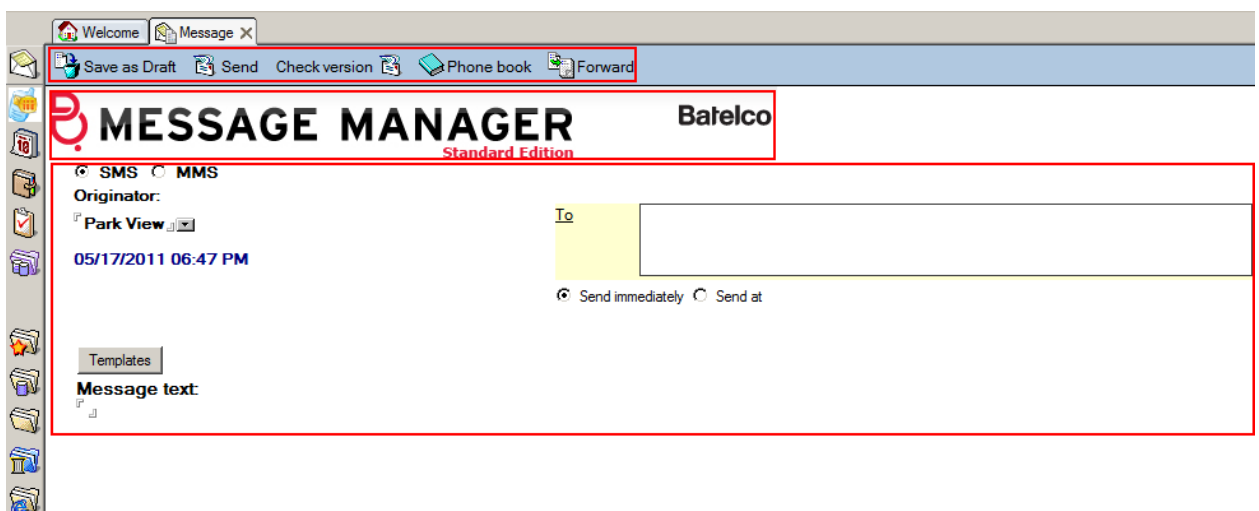 Welcome Message
Save as Draft Send Check version Phone book Forward
MESSAGE MANAGER Batelco
Standard Edition
SMS MMS
Originator:
Park View To
05/17/2011 06:47 PM
Send immediately Send at
Templates
Message text: